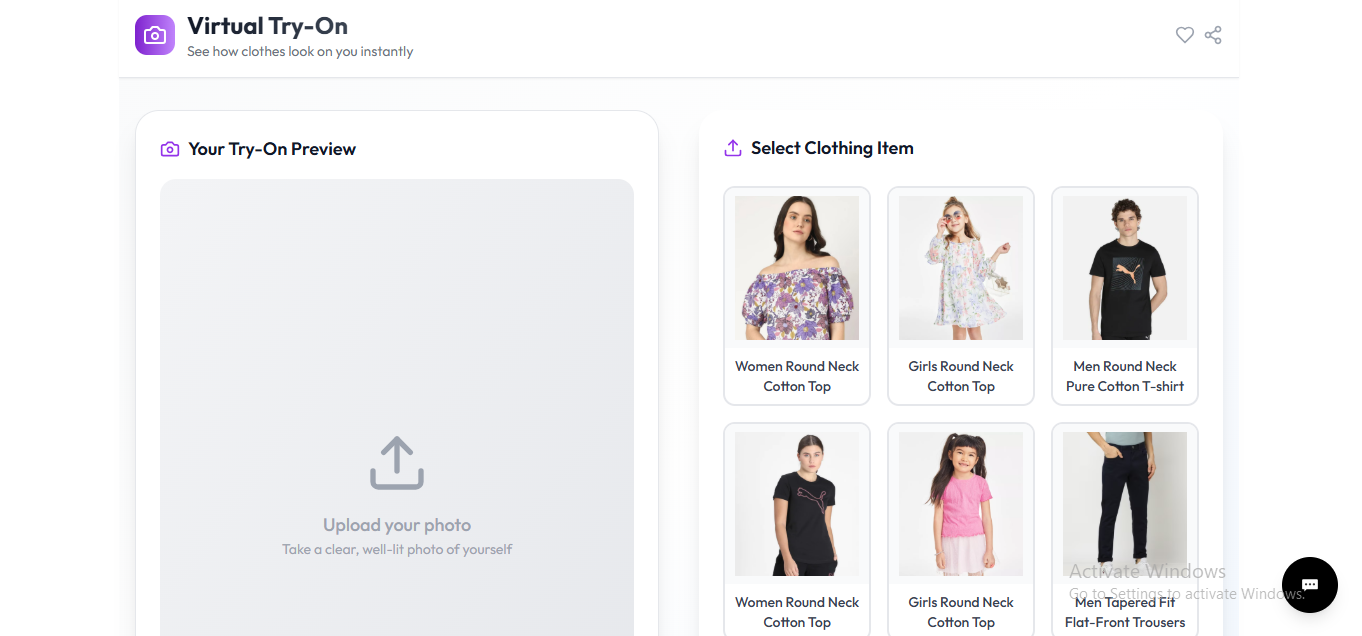 Virtual Try-On
See how clothes look on you instantly
Your Try-On Preview
Upload your photo
Take a clear, well-lit photo of yourself
Select Clothing Item
Women Round Neck
Cotton Top
Girls Round Neck
Cotton Top
Men Round Neck
Pure Cotton T-shirt
Women Round Neck
Cotton Top
Girls Round Neck
Cotton Top
Men Tapered Fit
Flat-Front Trousers
Activate Windows
Go to Settings to activate Windows.